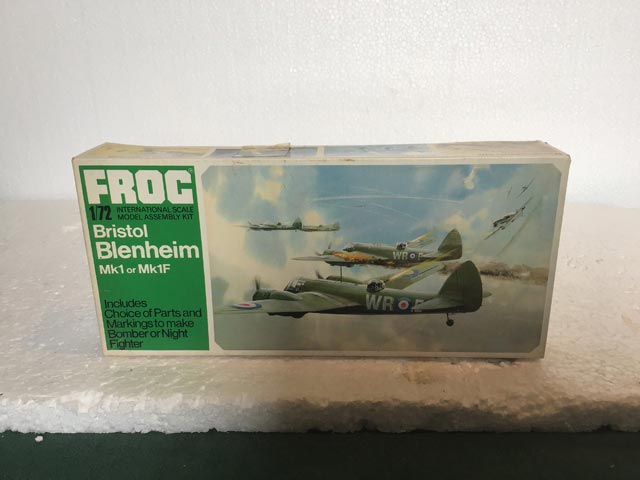 FROG
1/72 INTERNATIONAL SCALE
MODEL ASSEMBLY KIT
Bristol
Blenheim
Mk1 or Mk1F
Includes
Choice of Parts and
Markings to make
Bomber or Night
Fighter
WR
WR